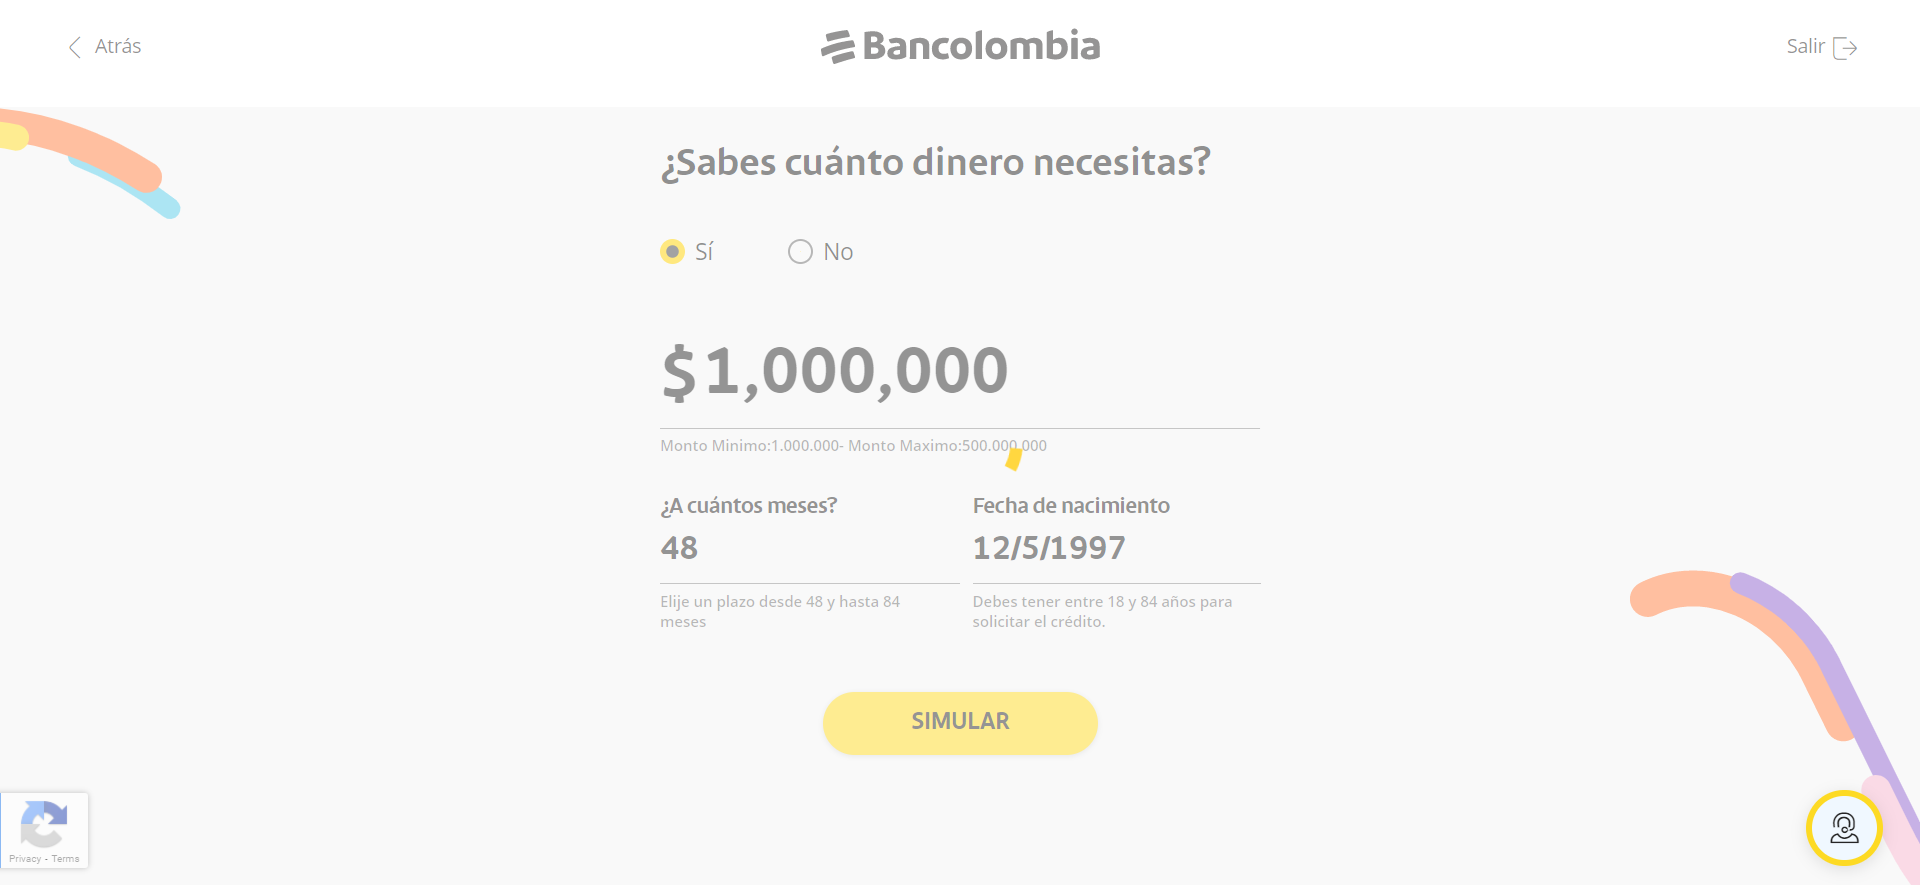 Atrás
Bancolombia
Salir
¿Sabes cuánto dinero necesitas?
Sí
No
$1,000,000
Monto Minimo:1.000.000- Monto Maximo:500.000.000
¿A cuántos meses?
48
Elije un plazo desde 48 y hasta 84
meses
Fecha de nacimiento
12/5/1997
Debes tener entre 18 y 84 años para
solicitar el crédito.
SIMULAR
Privacy - Terms